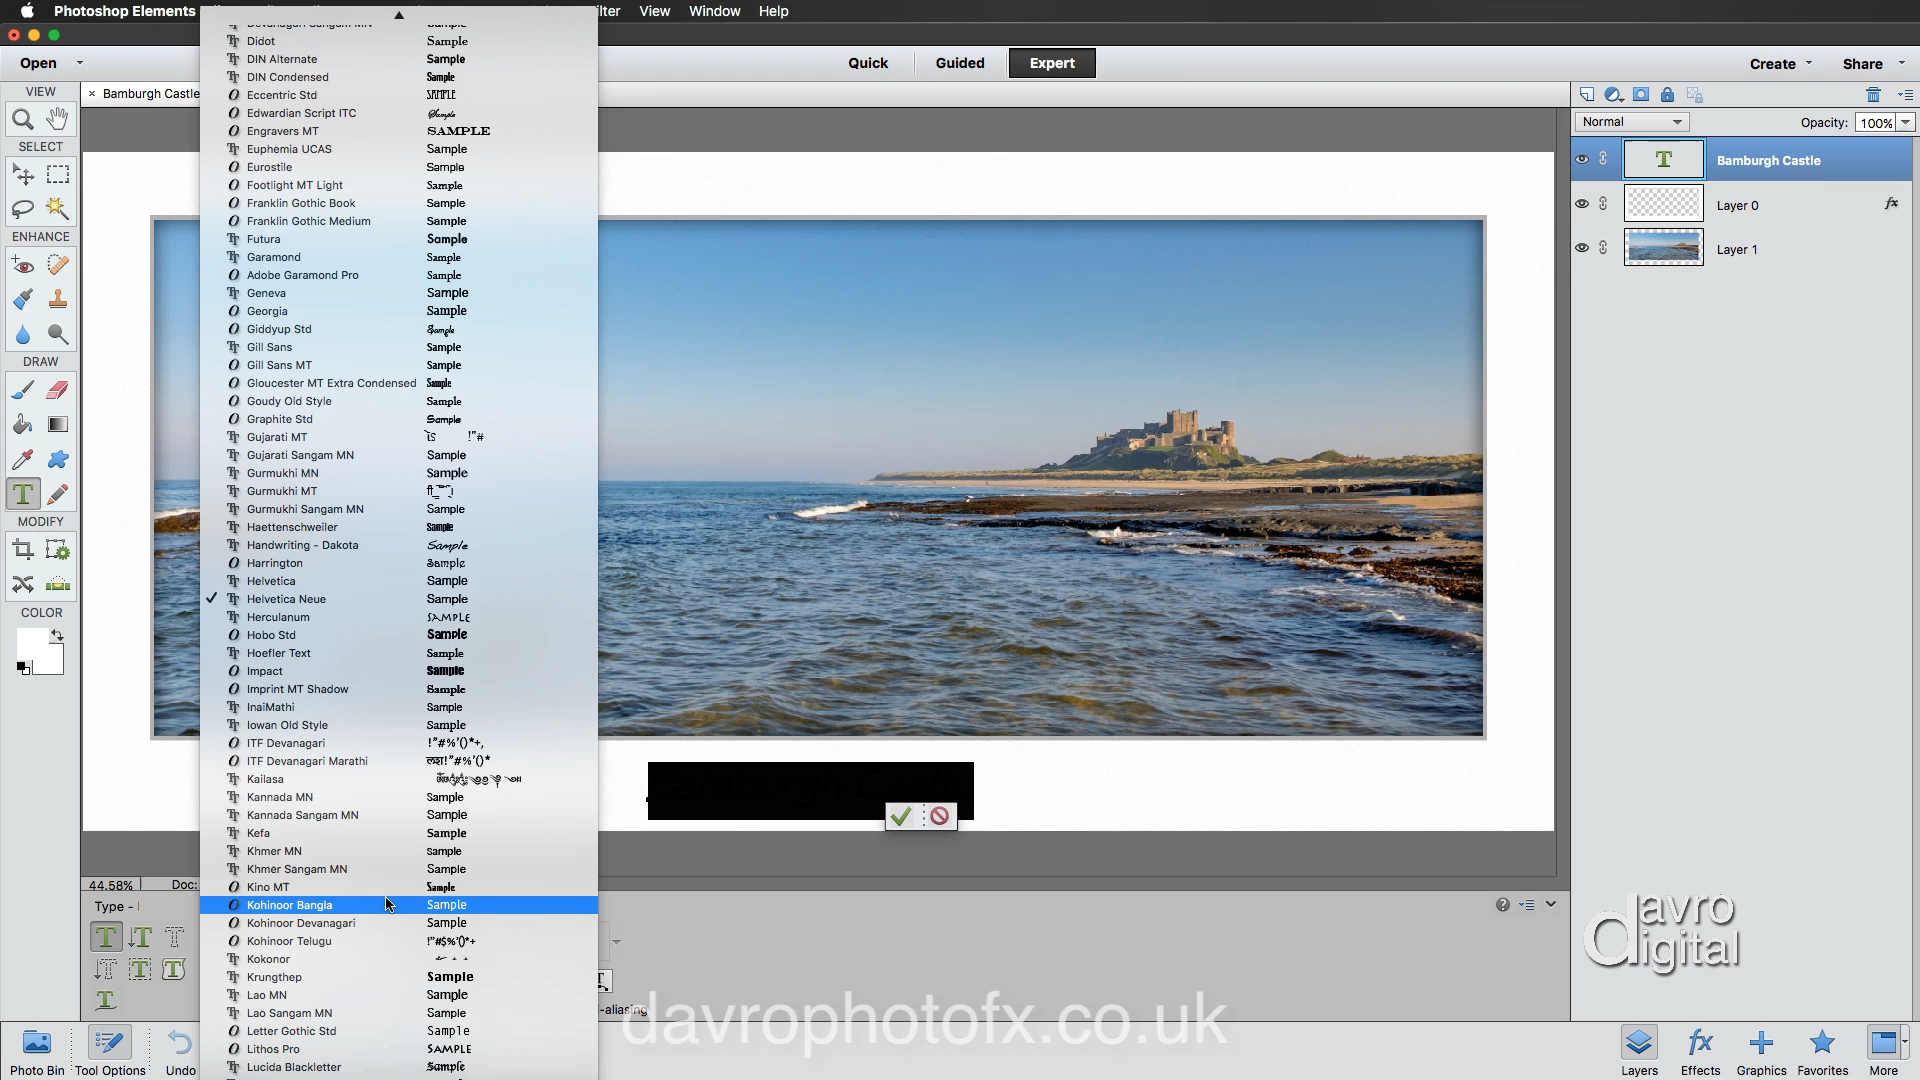 Photoshop Elements
View Window Help
Open
Quick Guided Expert
Create Share
Bamburgh Castle
Didot Sample
DIN Alternate Sample
DIN Condensed Sample
Eccentric Std SAMPLE
Edwardian Script ITC Sample
Engravers MT SAMPLE
Euphemia UCAS Sample
Eurostile Sample
Footlight MT Light Sample
Franklin Gothic Book Sample
Franklin Gothic Medium Sample
Futura Sample
Garamond Sample
Adobe Garamond Pro Sample
Geneva Sample
Georgia Sample
Giddyup Std Sample
Gill Sans Sample
Gill Sans MT Sample
Gloucester MT Extra Condensed Sample
Goudy Old Style Sample
Graphite Std Sample
Gujarati MT !"#
Gujarati Sangam MN Sample
Gurmukhi MN Sample
Gurmukhi MT
Gurmukhi Sangam MN Sample
Haettenschweiler Sample
Handwriting - Dakota Sample
Harrington Sample
Helvetica Sample
Helvetica Neue Sample
Herculanum SAMPLE
Hobo Std Sample
Hoefler Text Sample
Impact Sample
Imprint MT Shadow Sample
InaiMathi Sample
Iowan Old Style Sample
ITF Devanagari !"#%'()*+,
ITF Devanagari Marathi !"#%'()*
Kailasa
Kannada MN Sample
Kannada Sangam MN Sample
Kefa Sample
Khmer MN Sample
Khmer Sangam MN Sample
Kino MT Sample
Kohinoor Bangla Sample
Kohinoor Devanagari Sample
Kohinoor Telugu !"#$%'()*+
Kokonor
Krungthep Sample
Lao MN Sample
Lao Sangam MN Sample
Letter Gothic Std Sample
Lithos Pro SAMPLE
Lucida Blackletter Sample
VIEW
SELECT
ENHANCE
DRAW
MODIFY
COLOR
Normal
Opacity: 100%
Bamburgh Castle
Layer 0 fx
Layer 1
44.58% Doc:
Type -
-aliasing
davro
digital
davrophotofx.co.uk
Photo Bin Tool Options Undo
Layers Effects Graphics Favorites More